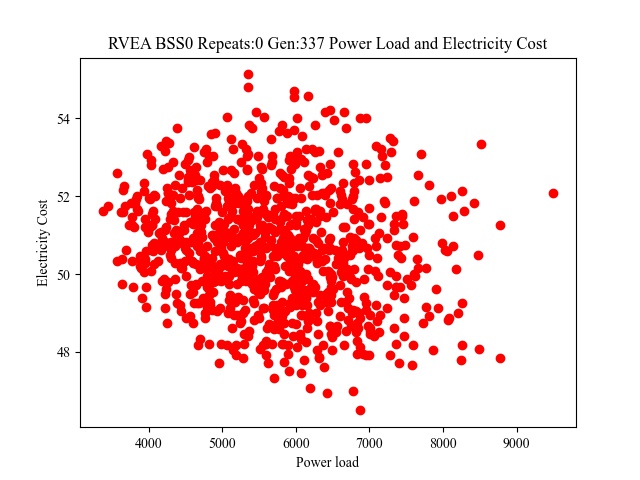 RVEA BSS0 Repeats:0 Gen:337 Power Load and Electricity Cost
54
52
50
48
Electricity Cost
4000 5000 6000 7000 8000 9000
Power load